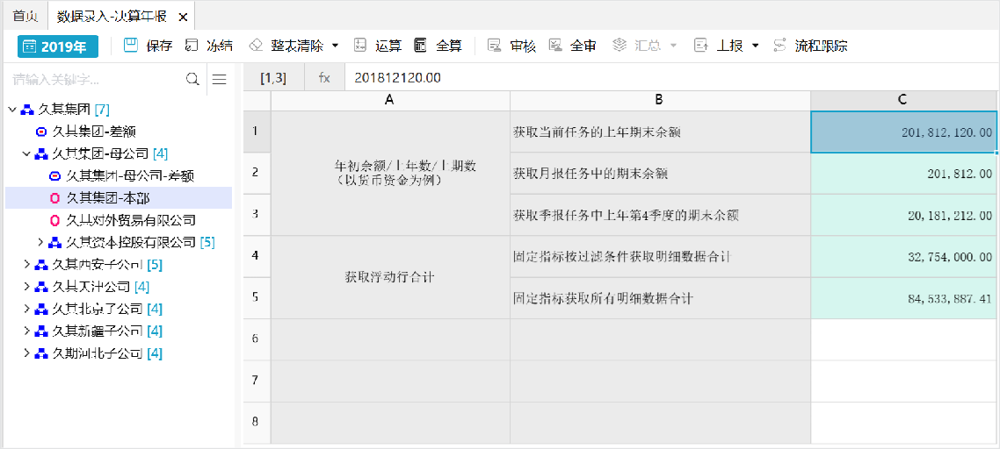 首页 数据录入-决算年报
2019年 保存 冻结 整表清除 运算 全算 审核 全审 汇总 上报 流程跟踪
请输入关键字... [1,3] fx 201812120.00
久其集团 [7]
久其集团-差额
久其集团-母公司 [4]
久其集团-母公司-差额
久其集团-本部
久其对外贸易有限公司
久其资本控股有限公司 [5]
久其西安子公司 [5]
久其天津公司 [4]
久其北京子公司 [4]
久其新疆子公司 [4]
久期河北子公司 [4]
A B C
1 获取当前任务的上年期末余额 201,812,120.00
年初余额/上年数/上期数
(以货币资金为例)
2 获取月报任务中的期末余额 201,812.00
3 获取季报任务中上年第4季度的期末余额 20,181,212.00
4 固定指标按过滤条件获取明细数据合计 32,754,000.00
获取浮动行合计
5 固定指标获取所有明细数据合计 84,533,887.41
6
7
8